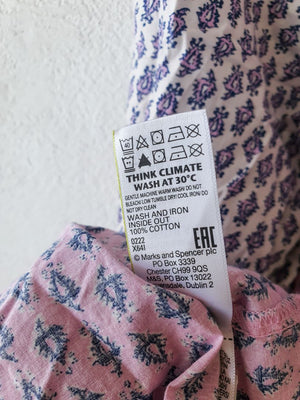 THINK CLIMATE
WASH AT 30°C
GENTLE MACHINE WARM WASH/ DO NOT
BLEACH/ LOW TUMBLE DRY/ COOL IRON/ DO
NOT DRY CLEAN
WASH AND IRON
INSIDE OUT
100% COTTON
0222
X641
EAC
© Marks and Spencer plc
PO Box 3339
Chester CH99 9QS
M&S, PO Box 13022
Dublin 2